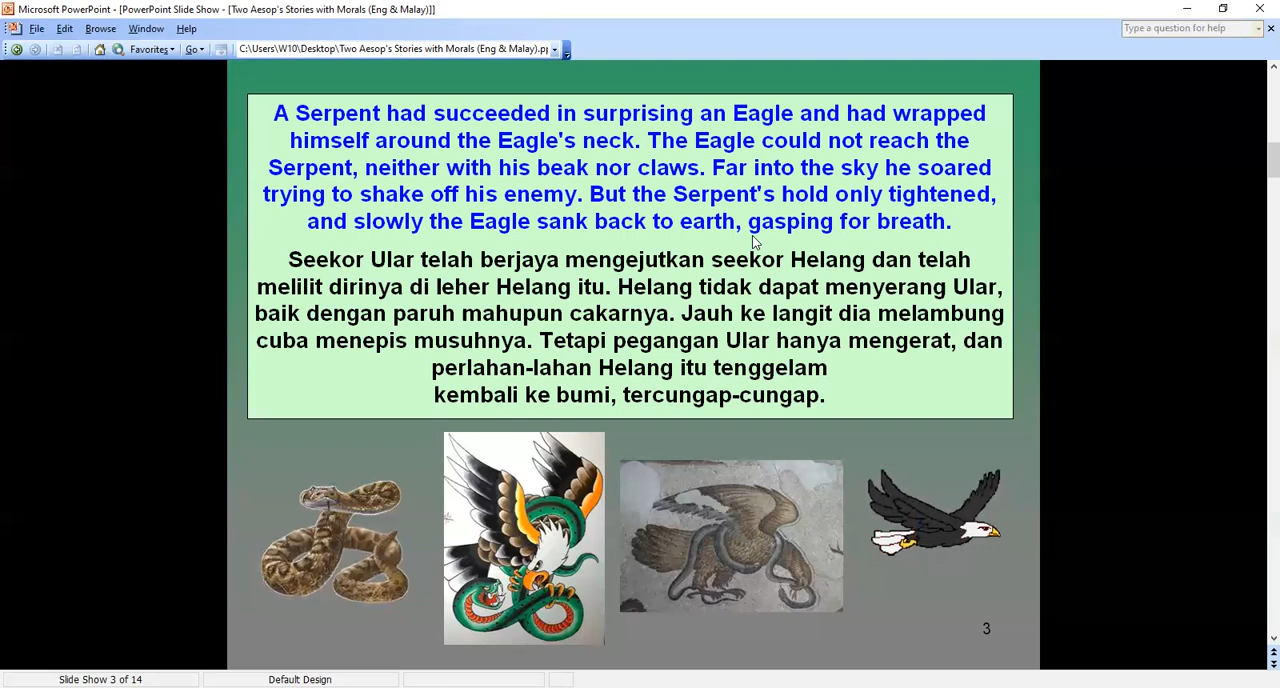 Microsoft PowerPoint - [PowerPoint Slide Show - [Two Aesop's Stories with Morals (Eng & Malay)]]
File Edit Browse Window Help
Type a question for help
Favorites Go C:\Users\W10\Desktop\Two Aesop's Stories with Morals (Eng & Malay).pp
A Serpent had succeeded in surprising an Eagle and had wrapped
himself around the Eagle's neck. The Eagle could not reach the
Serpent, neither with his beak nor claws. Far into the sky he soared
trying to shake off his enemy. But the Serpent's hold only tightened,
and slowly the Eagle sank back to earth, gasping for breath.
Seekor Ular telah berjaya mengejutkan seekor Helang dan telah
melilit dirinya di leher Helang itu. Helang tidak dapat menyerang Ular,
baik dengan paruh mahupun cakarnya. Jauh ke langit dia melambung
cuba menepis musuhnya. Tetapi pegangan Ular hanya mengerat, dan
perlahan-lahan Helang itu tenggelam
kembali ke bumi, tercungap-cungap.
3
Slide Show 3 of 14
Default Design